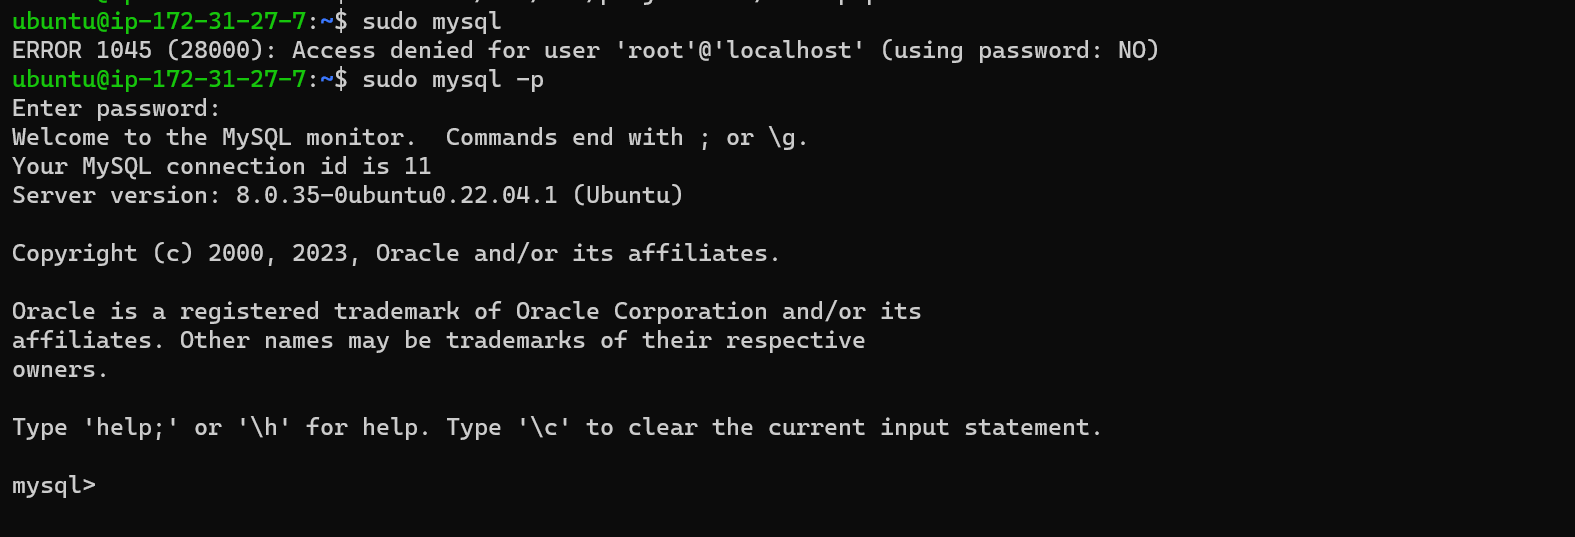 ubuntu@ip-172-31-27-7:~$ sudo mysql
ERROR 1045 (28000): Access denied for user 'root'@'localhost' (using password: NO)
ubuntu@ip-172-31-27-7:~$ sudo mysql -p
Enter password:
Welcome to the MySQL monitor.  Commands end with ; or \g.
Your MySQL connection id is 11
Server version: 8.0.35-0ubuntu0.22.04.1 (Ubuntu)

Copyright (c) 2000, 2023, Oracle and/or its affiliates.

Oracle is a registered trademark of Oracle Corporation and/or its
affiliates. Other names may be trademarks of their respective
owners.

Type 'help;' or '\h' for help. Type '\c' to clear the current input statement.

mysql>